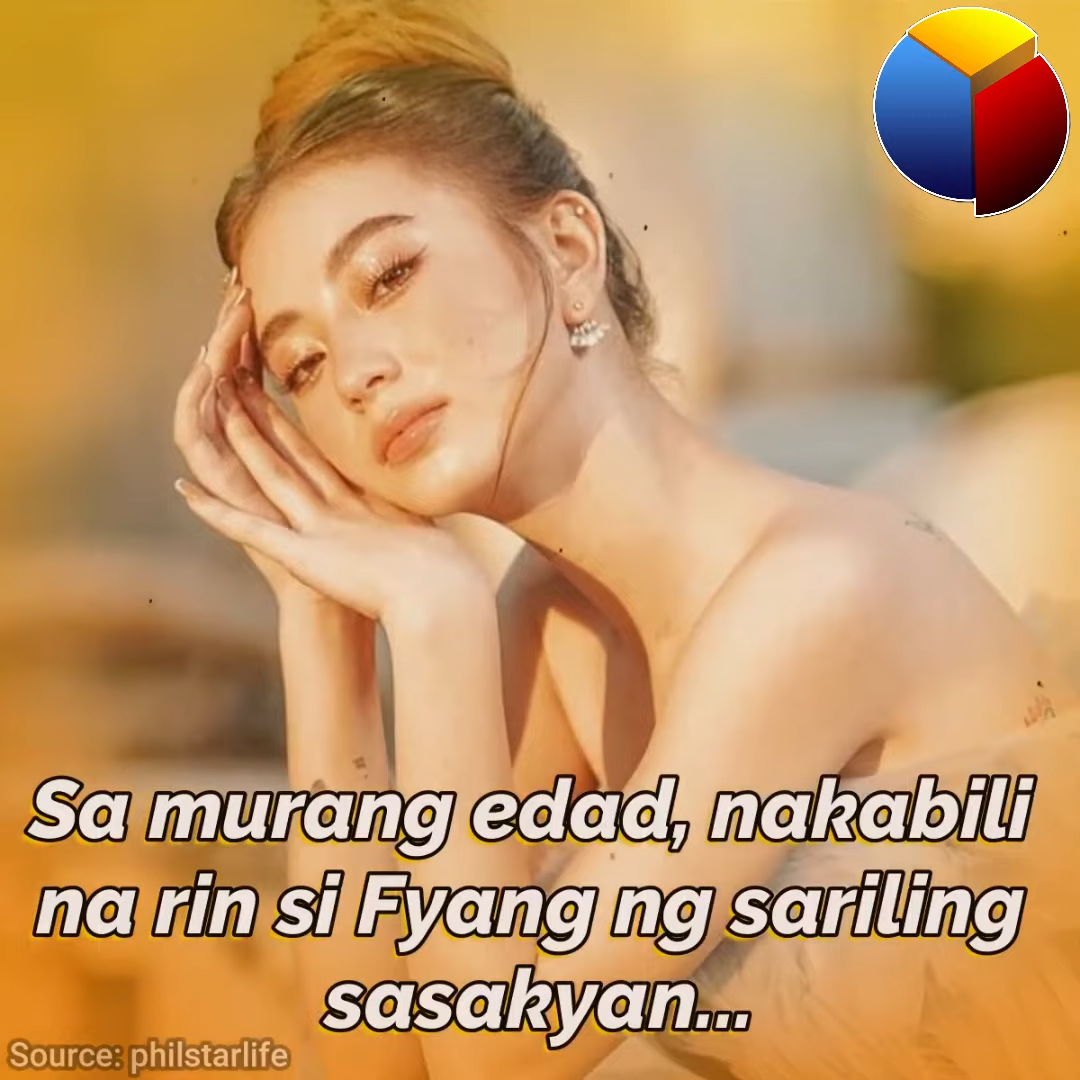 Sa murang edad, nakabili
na rin si Fyang ng sariling
sasakyan...
Source: philstarlife